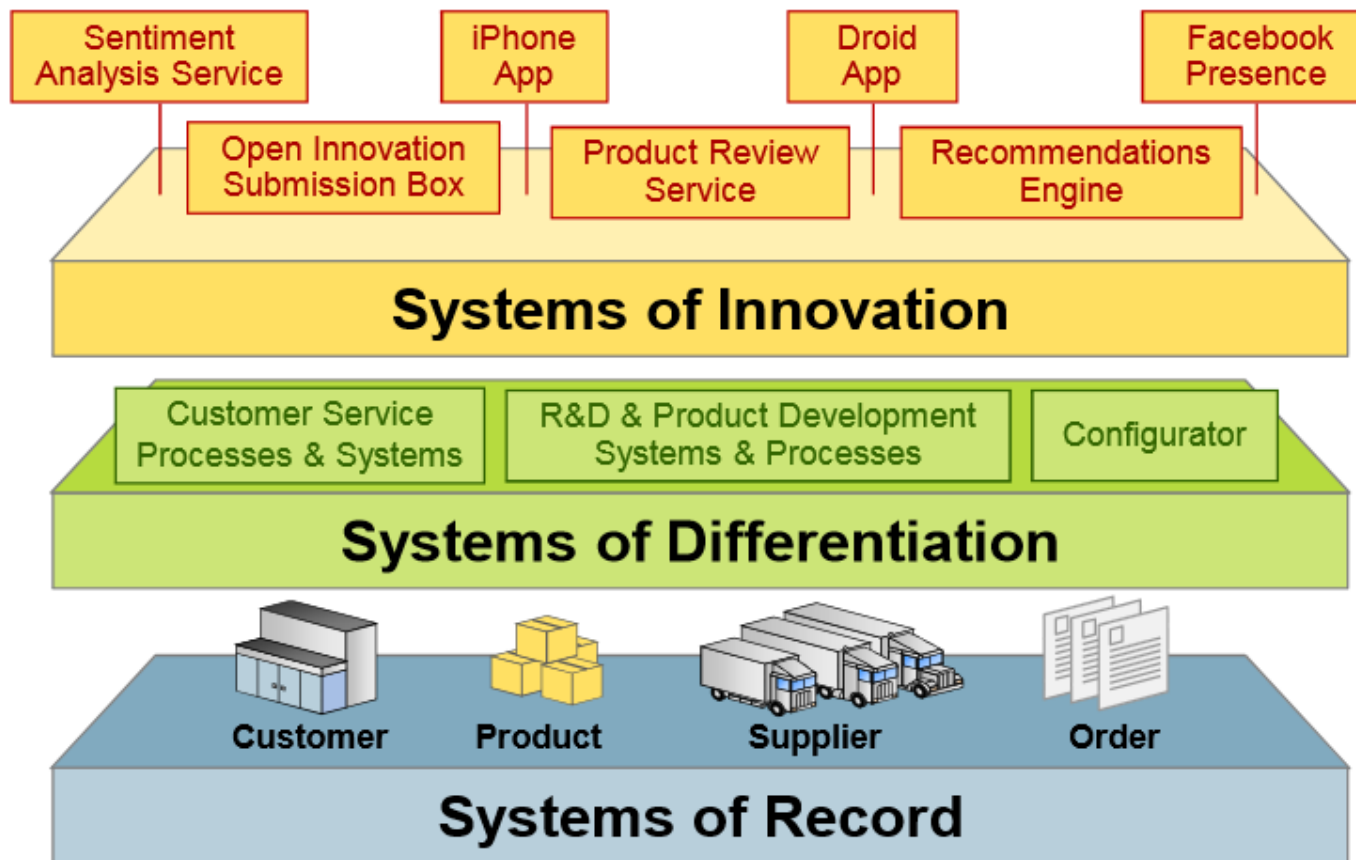 Sentiment
Analysis Service
iPhone
App
Droid
App
Facebook
Presence
Open Innovation
Submission Box
Product Review
Service
Recommendations
Engine
Systems of Innovation
Customer Service
Processes & Systems
R&D & Product Development
Systems & Processes
Configurator
Systems of Differentiation
Customer
Product
Supplier
Order
Systems of Record